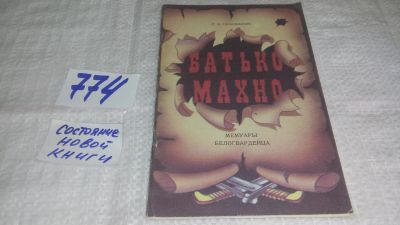 774
СОСТОЯНИЕ
НОВОЙ
КНИГИ
БАТЬКО
МАХНО
МЕМУАРЫ
БЕЛОГВАРДЕЙЦА